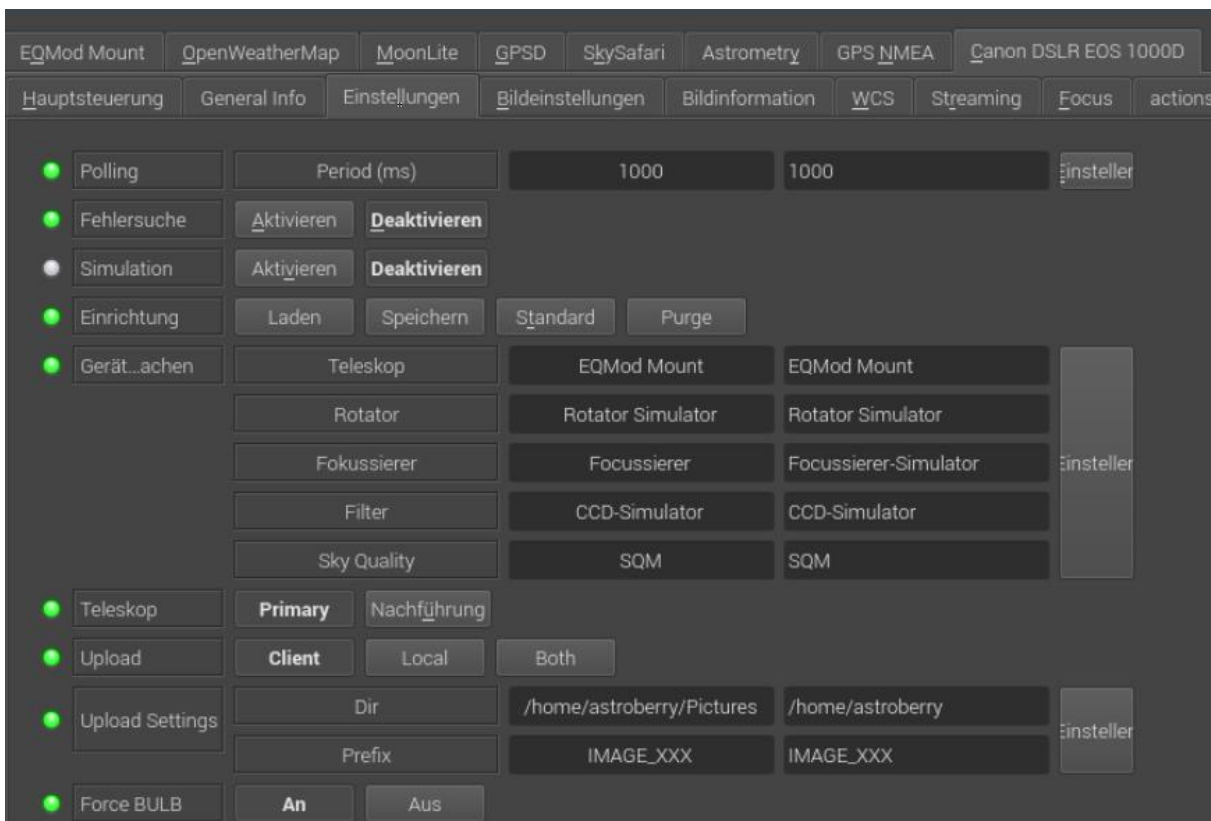 EQMod Mount OpenWeatherMap MoonLite GPSD SkySafari Astrometry GPS NMEA Canon DSLR EOS 1000D
Hauptsteuerung General Info Einstellungen Bildeinstellungen Bildinformation WCS Streaming Focus actions
Polling Period (ms) 1000 1000 Einsteller
Fehlersuche Aktivieren Deaktivieren
Simulation Aktivieren Deaktivieren
Einrichtung Laden Speichern Standard Purge
Gerät...achen Teleskop EQMod Mount EQMod Mount
Rotator Rotator Simulator Rotator Simulator
Fokussierer Focussierer Focussierer-Simulator Einsteller
Filter CCD-Simulator CCD-Simulator
Sky Quality SQM SQM
Teleskop Primary Nachführung
Upload Client Local Both
Upload Settings Dir /home/astroberry/Pictures /home/astroberry Einsteller
Prefix IMAGE_XXX IMAGE_XXX
Force BULB An Aus